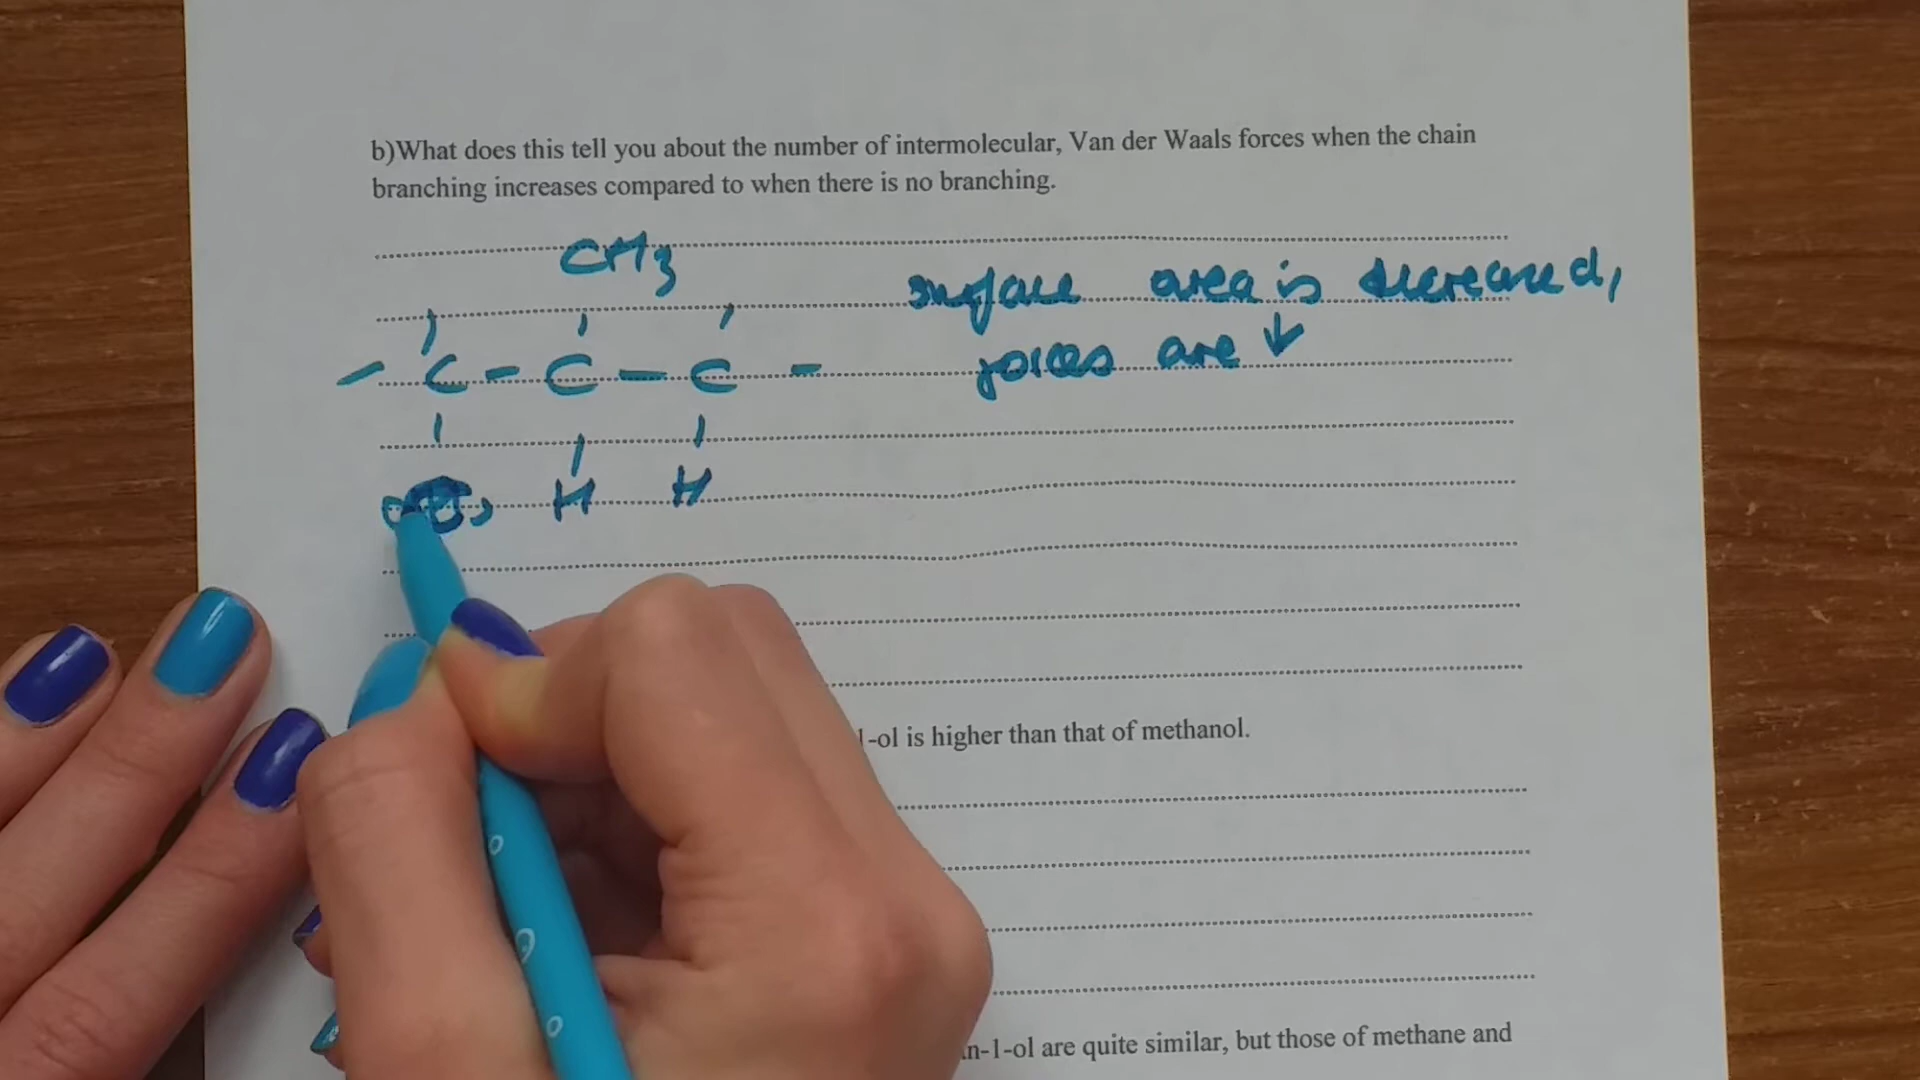 b)What does this tell you about the number of intermolecular, Van der Waals forces when the chain
branching increases compared to when there is no branching.
CH3
surface area is decreased,
- C - C - C -
forces are ↓
H H
1-ol is higher than that of methanol.
n-1-ol are quite similar, but those of methane and